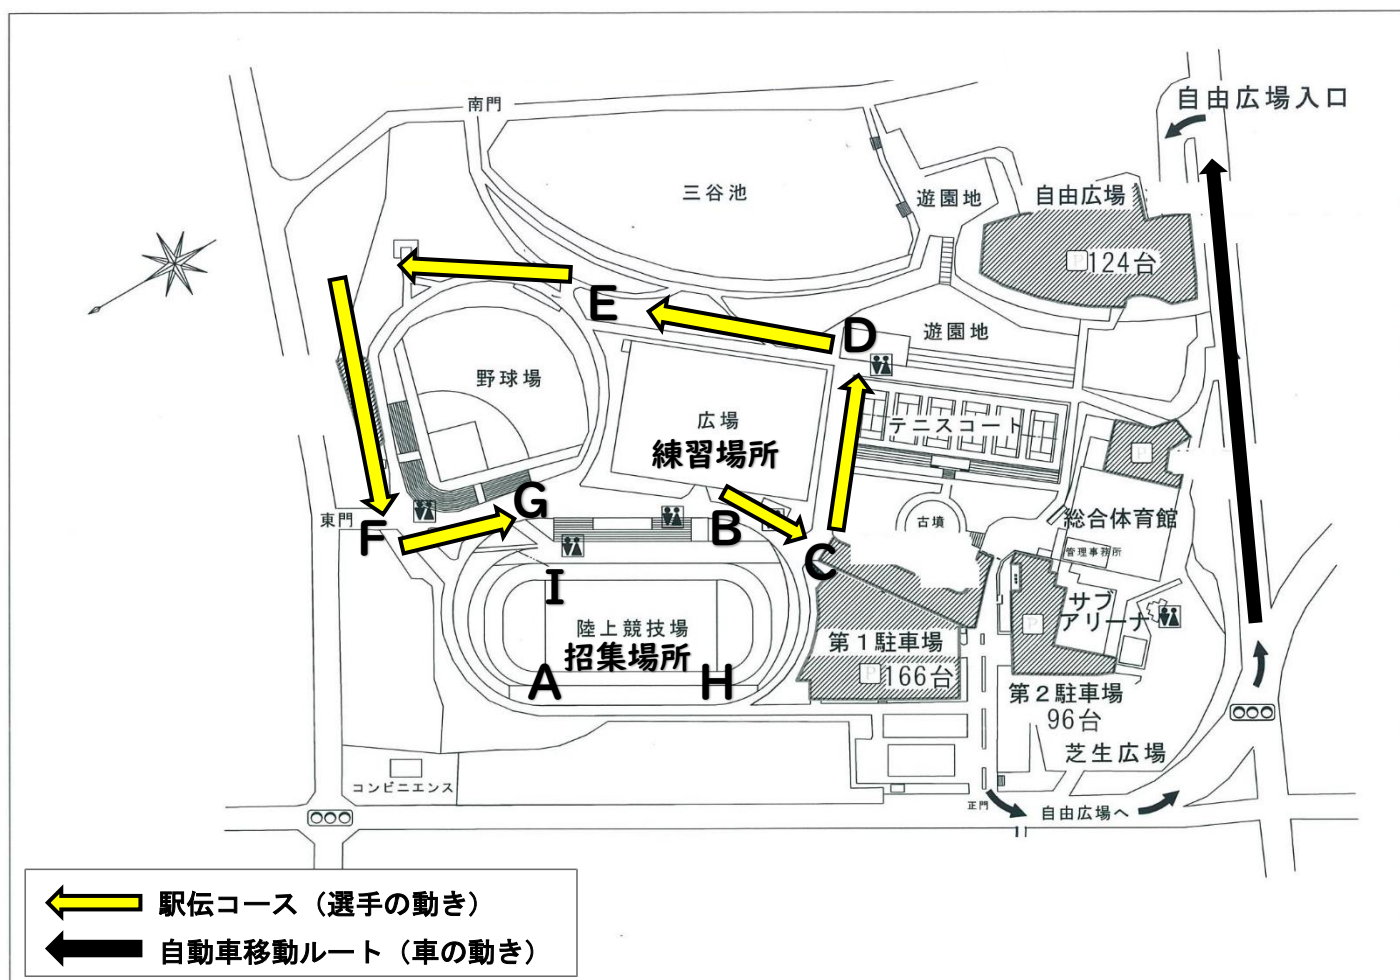 南門
自由広場入口
三谷池
遊園地
自由広場
P 124台
E
D
遊園地
野球場
広場
練習場所
テニスコート
P
G
東門
F
B
古墳
総合体育館
C
管理事務所
I
サブ
アリーナ
P
陸上競技場
招集場所
第1駐車場
P 166台
A
H
第2駐車場
96台
芝生広場
コンビニエンス
正門
自由広場へ
駅伝コース（選手の動き）
自動車移動ルート（車の動き）